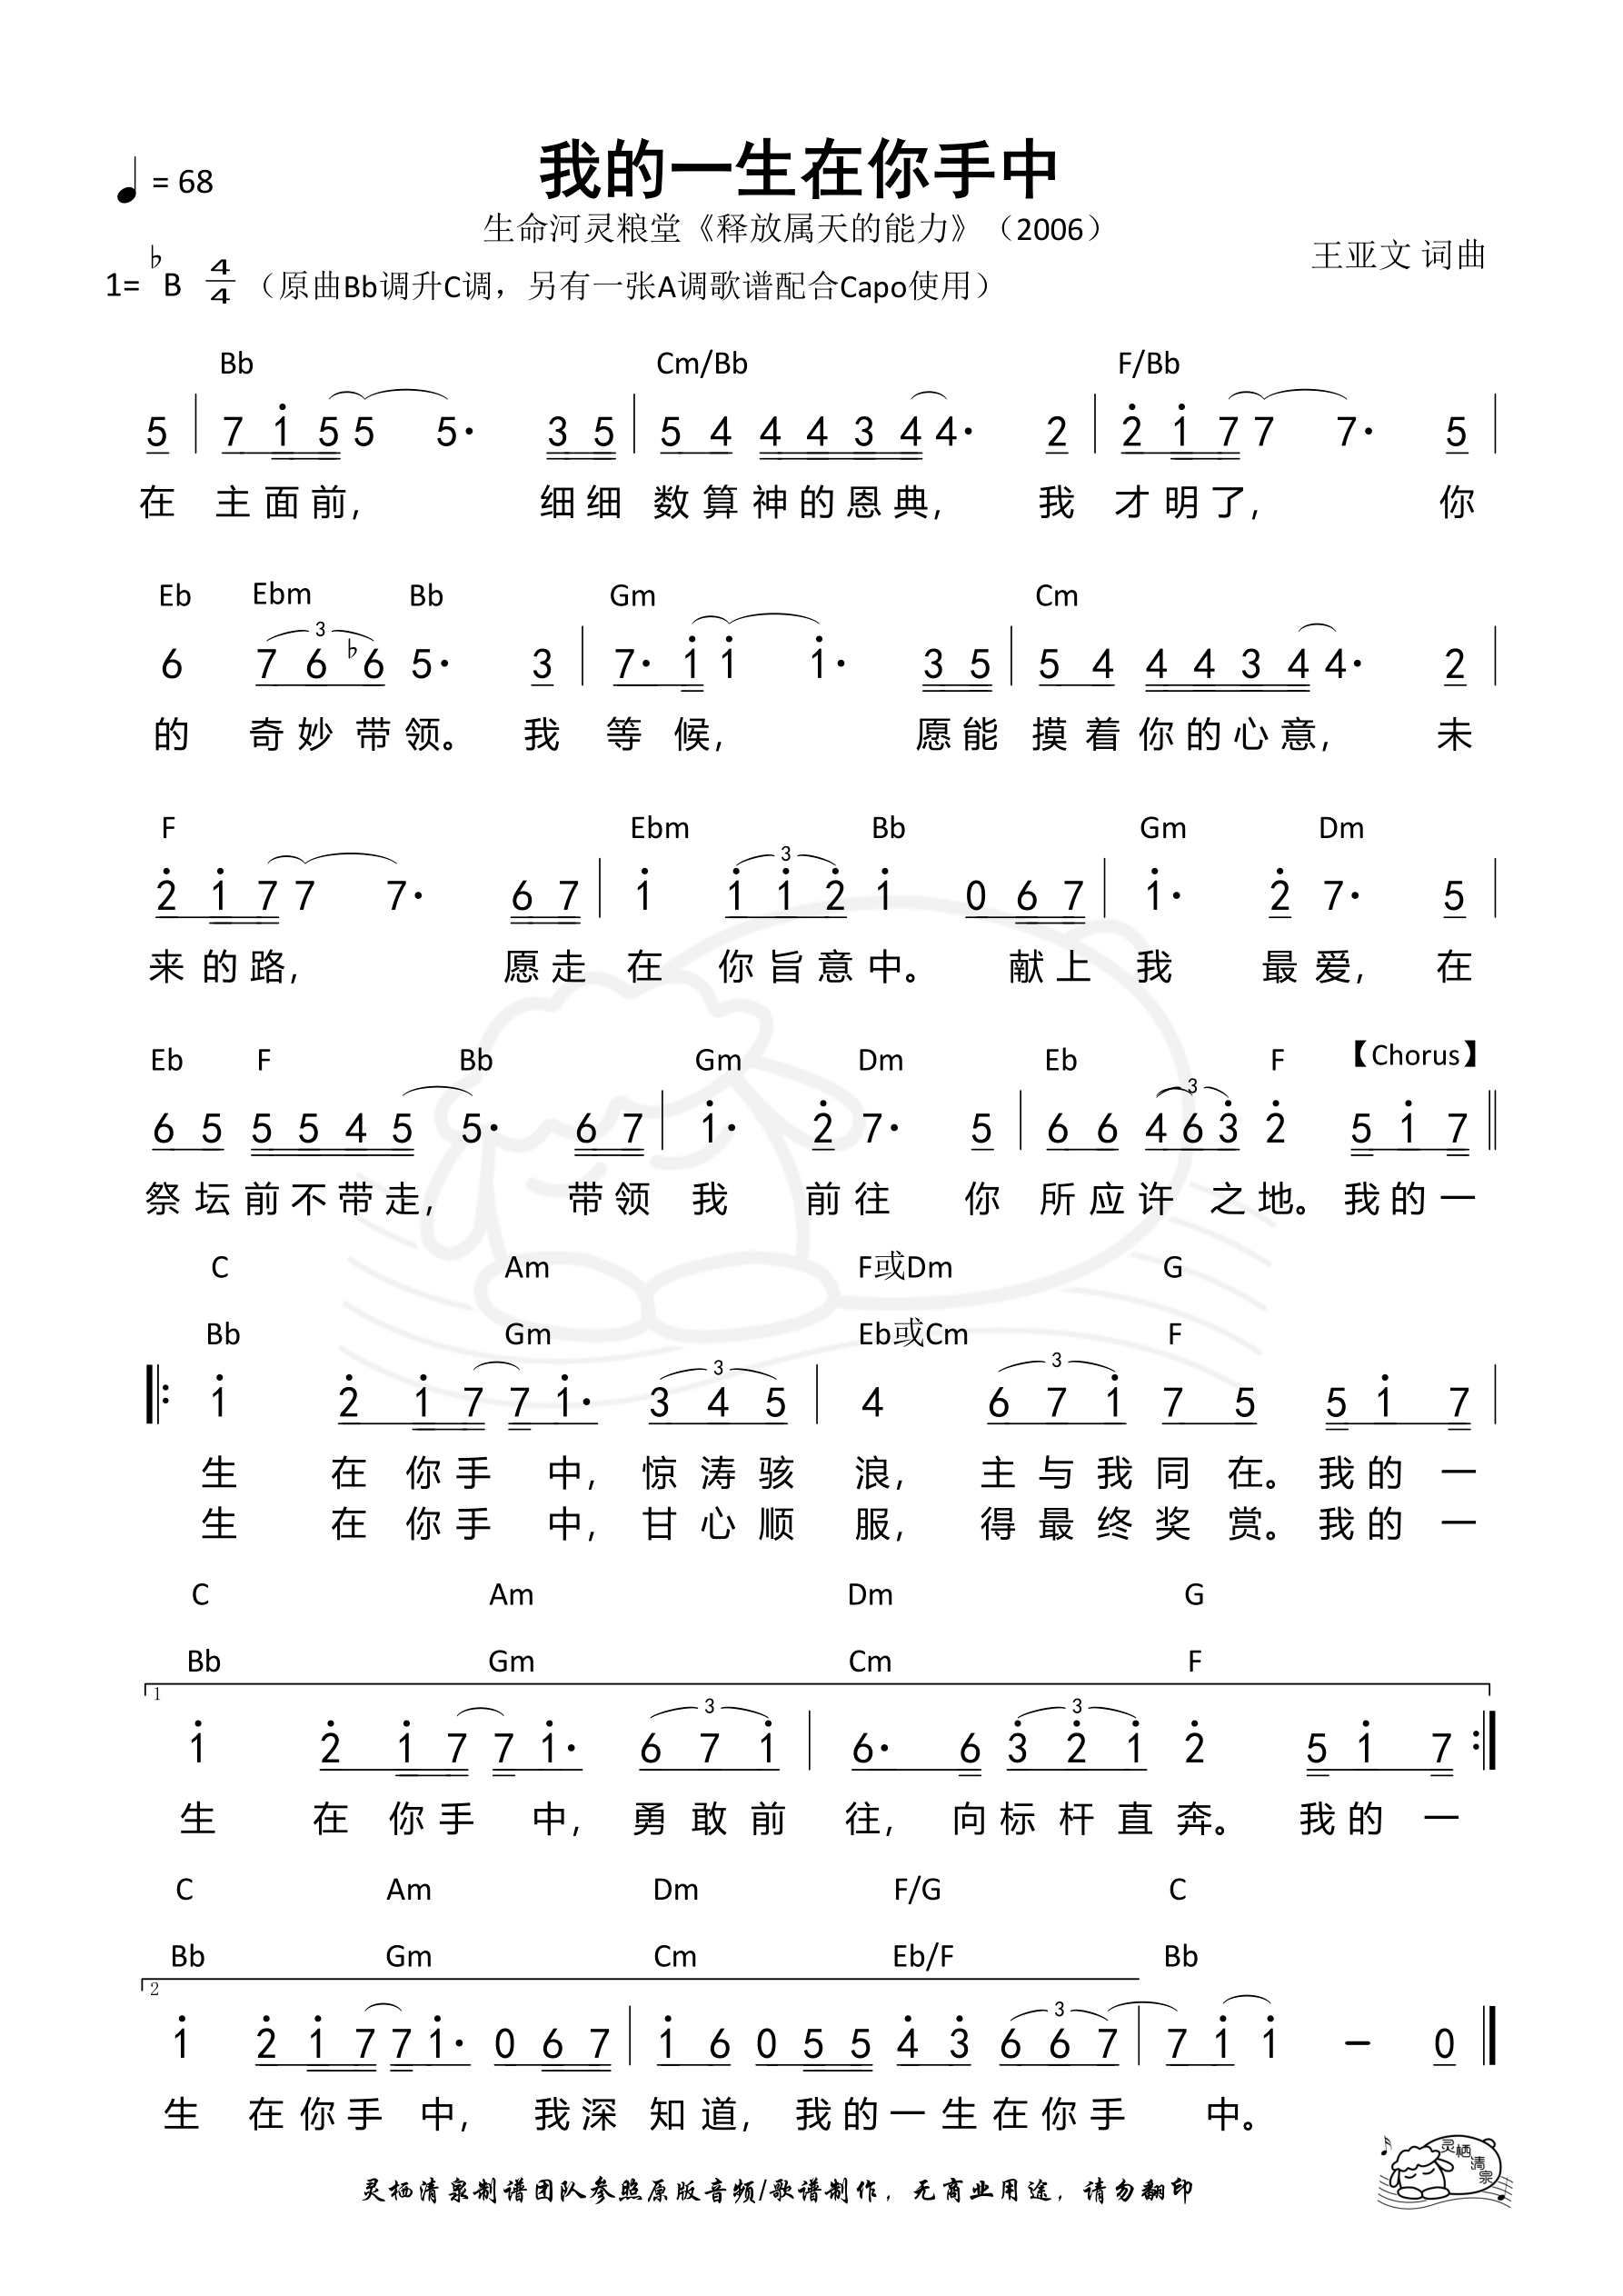 我的一生在你手中
♩ = 68
生命河灵粮堂《释放属天的能力》（2006）
王亚文 词曲
1= ♭B 4/4 （原曲Bb调升C调，另有一张A调歌谱配合Capo使用）
Bb Cm/Bb F/Bb
5 | 7 1̇ 5 5 5· 3 5 | 5 4 4 4 3 4 4· 2 | 2̇ 1̇ 7 7 7· 5 |
在 主面前， 细细 数算神的恩典， 我 才明了， 你
Eb Ebm Bb Gm Cm
3
6 7 6 ♭6 5· 3 | 7· 1̇ 1̇ 1̇· 3 5 | 5 4 4 4 3 4 4· 2 |
的 奇妙带领。 我 等候， 愿能 摸着你的心意， 未
F Ebm Bb Gm Dm
3
2̇ 1̇ 7 7 7· 6 7 | 1̇ 1̇ 1̇ 2̇ 1̇ 0 6 7 | 1̇· 2̇ 7· 5 |
来的路， 愿走 在 你旨意中。 献上 我 最爱， 在
Eb F Bb Gm Dm Eb F 【Chorus】
3
6 5 5 5 4 5 5· 6 7 | 1̇· 2̇ 7· 5 | 6 6 4 6 3̇ 2̇ 5 1̇ 7 ||
祭坛前不带走， 带领 我 前往 你 所应许 之地。 我的一
C Am F或Dm G
Bb Gm Eb或Cm F
3 3
|: 1̇ 2̇ 1̇ 7 7 1̇· 3 4 5 | 4 6 7 1̇ 7 5 5 1̇ 7 |
生 在你手 中， 惊涛骇 浪， 主与我同 在。 我的 一
生 在你手 中， 甘心顺 服， 得最终奖 赏。 我的 一
C Am Dm G
Bb Gm Cm F
1 3 3
1̇ 2̇ 1̇ 7 7 1̇· 6 7 1̇ | 6· 6 3̇ 2̇ 1̇ 2̇ 5 1̇ 7 :|
生 在你手 中， 勇敢前 往， 向标杆直奔。 我的 一
C Am Dm F/G C
Bb Gm Cm Eb/F Bb
2 3
1̇ 2̇ 1̇ 7 7 1̇· 0 6 7 | 1̇ 6 0 5 5 4̇ 3̇ 6 6 7 | 7 1̇ 1̇ – 0 ||
生 在你手 中， 我深 知道， 我的一生在你手 中。
灵栖清泉制谱团队参照原版音频/歌谱制作，无商业用途，请勿翻印
灵栖清泉